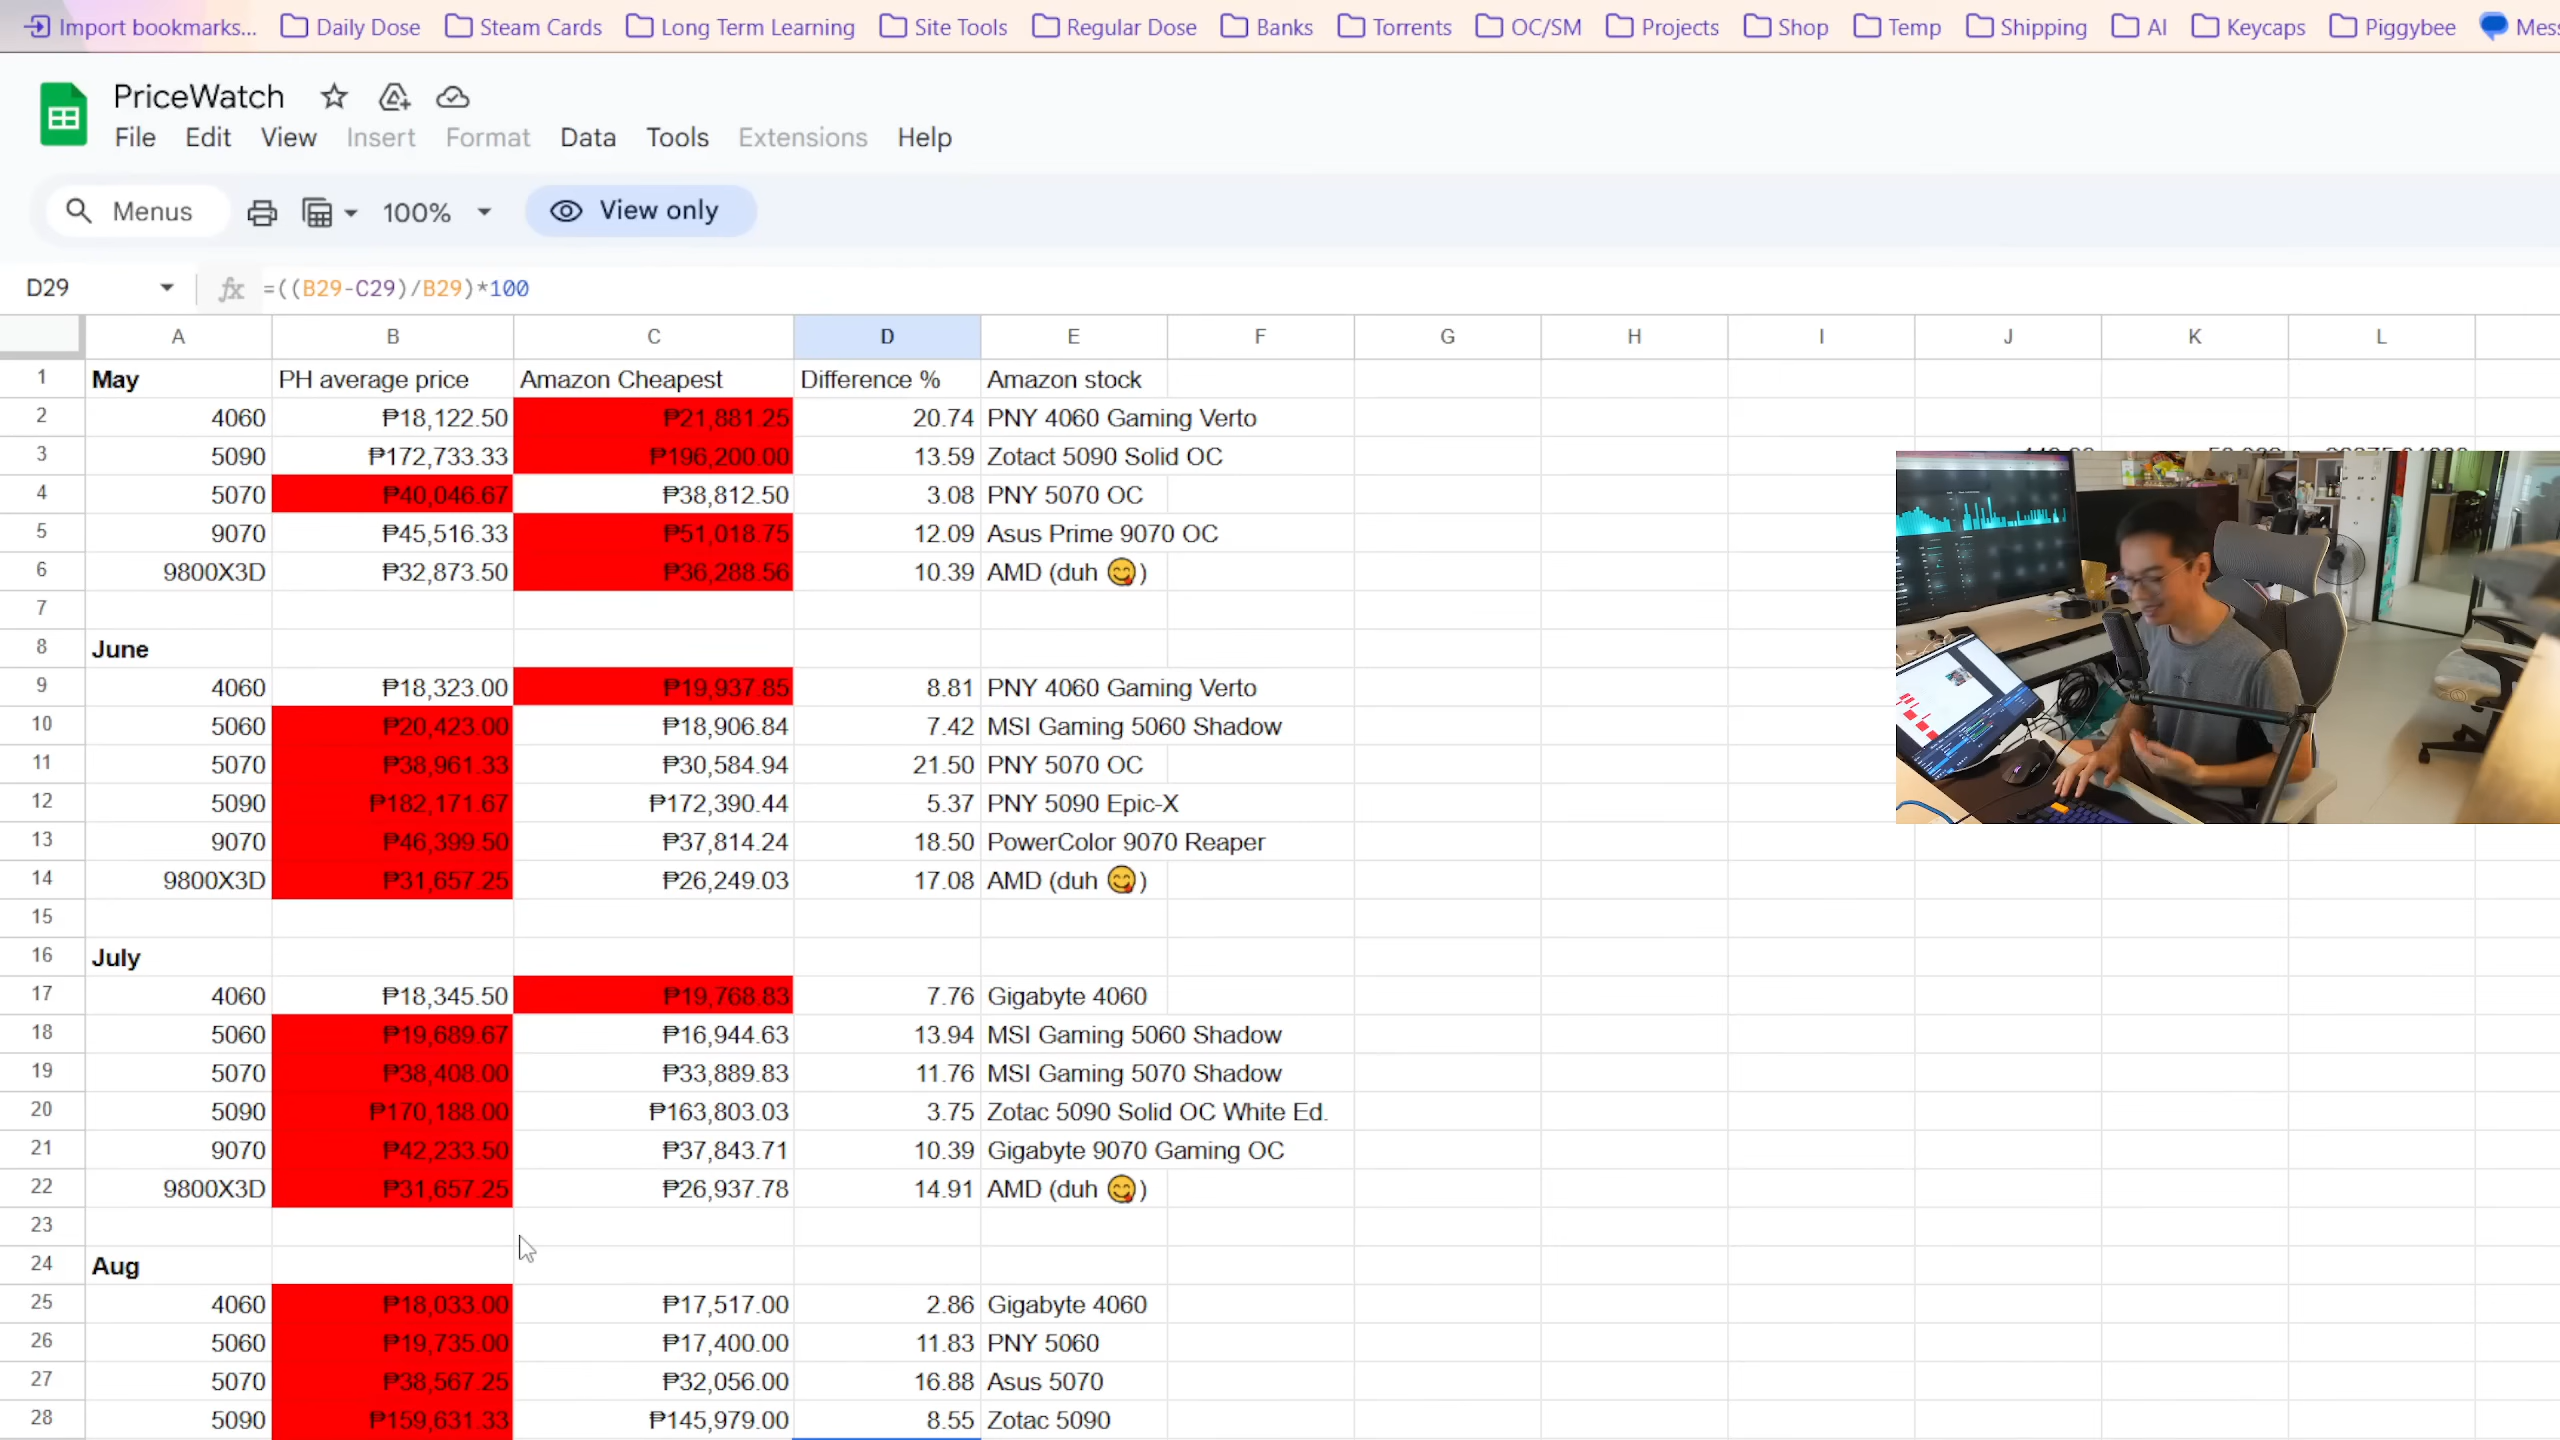 Import bookmarks... Daily Dose Steam Cards Long Term Learning Site Tools Regular Dose Banks Torrents OC/SM Projects Shop Temp Shipping AI Keycaps Piggybee
PriceWatch
File Edit View Insert Format Data Tools Extensions Help
Menus 100% View only
D29 fx =((B29-C29)/B29)*100
A B C D E F G H I J K L
1 May PH average price Amazon Cheapest Difference % Amazon stock
2 4060 ₱18,122.50 ₱21,881.25 20.74 PNY 4060 Gaming Verto
3 5090 ₱172,733.33 ₱196,200.00 13.59 Zotact 5090 Solid OC
4 5070 ₱40,046.67 ₱38,812.50 3.08 PNY 5070 OC
5 9070 ₱45,516.33 ₱51,018.75 12.09 Asus Prime 9070 OC
6 9800X3D ₱32,873.50 ₱36,288.56 10.39 AMD (duh 😋)
7
8 June
9 4060 ₱18,323.00 ₱19,937.85 8.81 PNY 4060 Gaming Verto
10 5060 ₱20,423.00 ₱18,906.84 7.42 MSI Gaming 5060 Shadow
11 5070 ₱38,961.33 ₱30,584.94 21.50 PNY 5070 OC
12 5090 ₱182,171.67 ₱172,390.44 5.37 PNY 5090 Epic-X
13 9070 ₱46,399.50 ₱37,814.24 18.50 PowerColor 9070 Reaper
14 9800X3D ₱31,657.25 ₱26,249.03 17.08 AMD (duh 😋)
15
16 July
17 4060 ₱18,345.50 ₱19,768.83 7.76 Gigabyte 4060
18 5060 ₱19,689.67 ₱16,944.63 13.94 MSI Gaming 5060 Shadow
19 5070 ₱38,408.00 ₱33,889.83 11.76 MSI Gaming 5070 Shadow
20 5090 ₱170,188.00 ₱163,803.03 3.75 Zotac 5090 Solid OC White Ed.
21 9070 ₱42,233.50 ₱37,843.71 10.39 Gigabyte 9070 Gaming OC
22 9800X3D ₱31,657.25 ₱26,937.78 14.91 AMD (duh 😋)
23
24 Aug
25 4060 ₱18,033.00 ₱17,517.00 2.86 Gigabyte 4060
26 5060 ₱19,735.00 ₱17,400.00 11.83 PNY 5060
27 5070 ₱38,567.25 ₱32,056.00 16.88 Asus 5070
28 5090 ₱159,631.33 ₱145,979.00 8.55 Zotac 5090